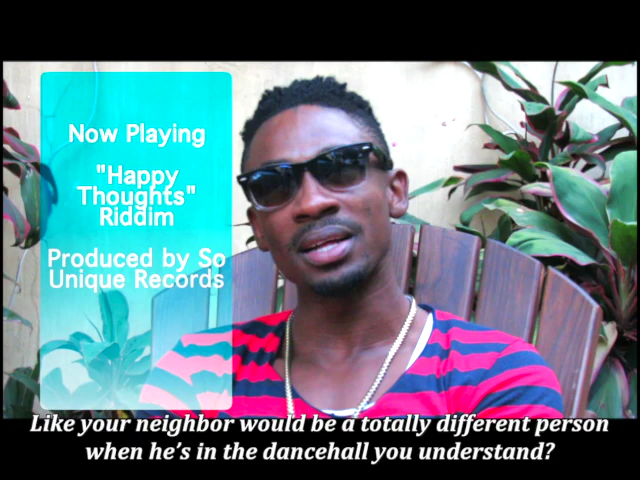 Now Playing
"Happy
Thoughts"
Riddim
Produced by So
Unique Records
Like your neighbor would be a totally different person
when he's in the dancehall you understand?